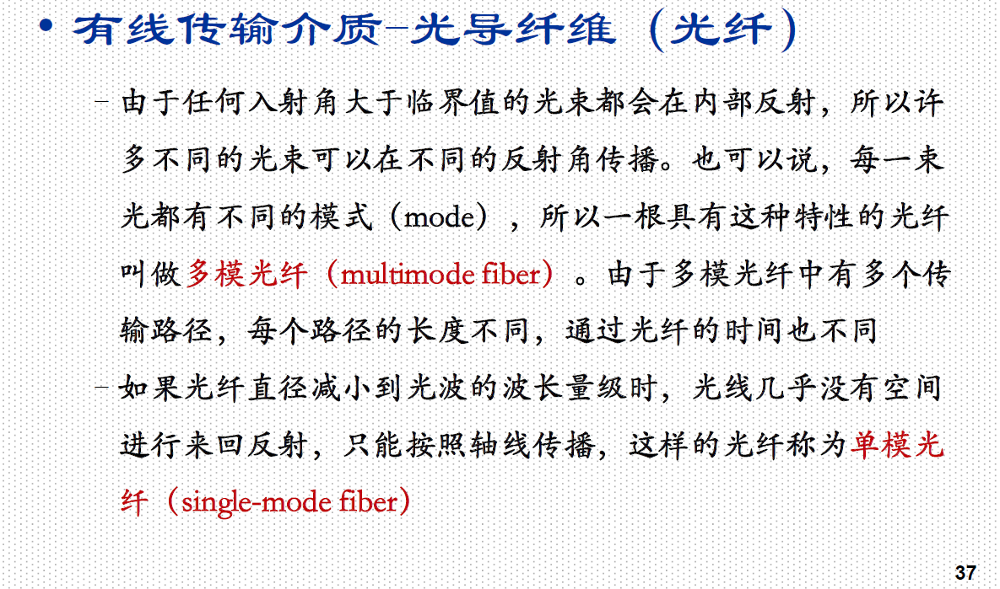 • 有线传输介质-光导纤维（光纤）
– 由于任何入射角大于临界值的光束都会在内部反射，所以许
多不同的光束可以在不同的反射角传播。也可以说，每一束
光都有不同的模式（mode），所以一根具有这种特性的光纤
叫做多模光纤（multimode fiber）。由于多模光纤中有多个传
输路径，每个路径的长度不同，通过光纤的时间也不同
– 如果光纤直径减小到光波的波长量级时，光线几乎没有空间
进行来回反射，只能按照轴线传播，这样的光纤称为单模光
纤（single-mode fiber）
37